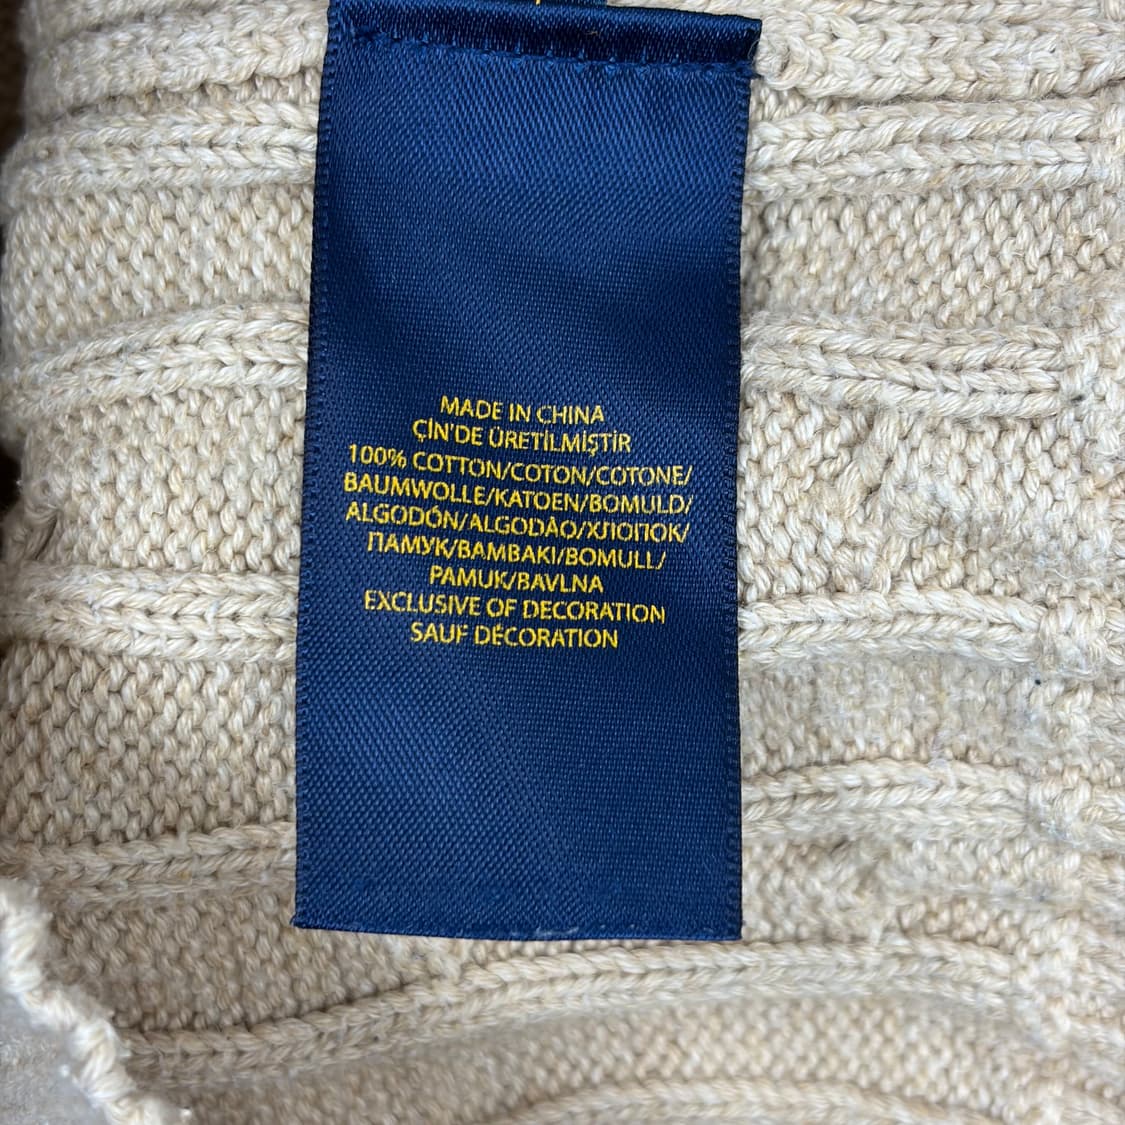 MADE IN CHINA
ÇİN'DE ÜRETİLMİŞTİR
100% COTTON/COTON/COTONE/
BAUMWOLLE/KATOEN/BOMULD/
ALGODÓN/ALGODÃO/ХЛОПОК/
ПАМУК/BAMBAKI/BOMULL/
PAMUK/BAVLNA
EXCLUSIVE OF DECORATION
SAUF DÉCORATION